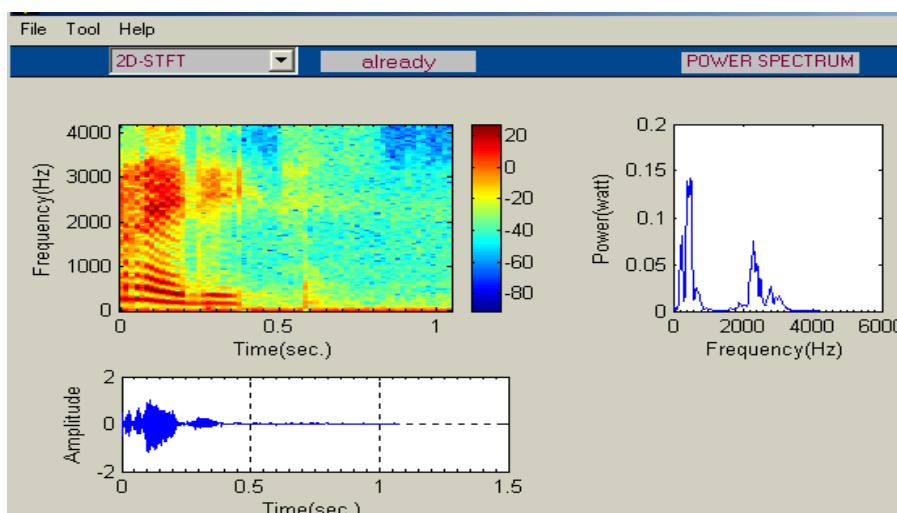 File Tool Help
2D-STFT already POWER SPECTRUM
4000
3000
2000
1000
0
Frequency(Hz)
0 0.5 1
Time(sec.)
20
0
-20
-40
-60
-80
0.2
0.15
0.1
0.05
0
Power(watt)
0 2000 4000 6000
Frequency(Hz)
2
0
-2
Amplitude
0 0.5 1 1.5
Time(sec.)